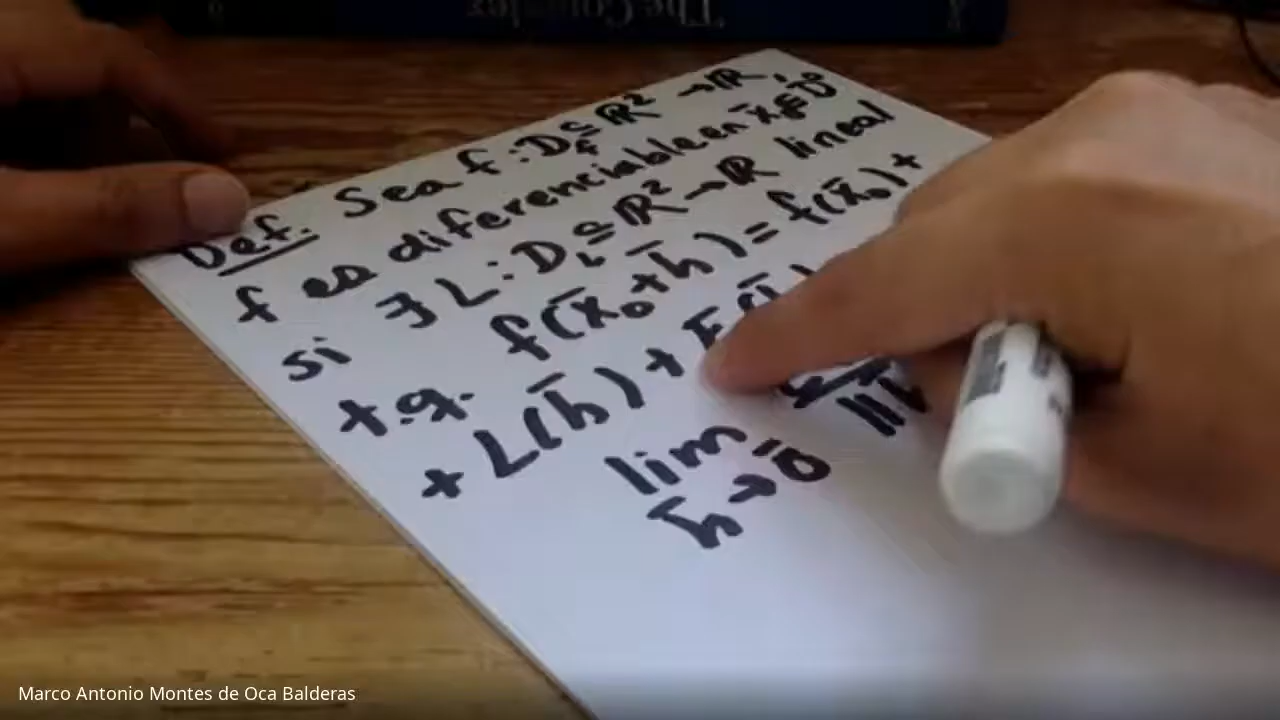 The Complex
Def. Sea f: D_f ⊆ ℝ² → ℝ,
f es diferenciable en x̄₀ ∈ D
si ∃ L: D_L ⊆ ℝ² → ℝ lineal
t.q. f(x̄₀+h̄) = f(x̄₀) +
+ L(h̄) + E(h̄)
lim
h̄→0̄
Marco Antonio Montes de Oca Balderas